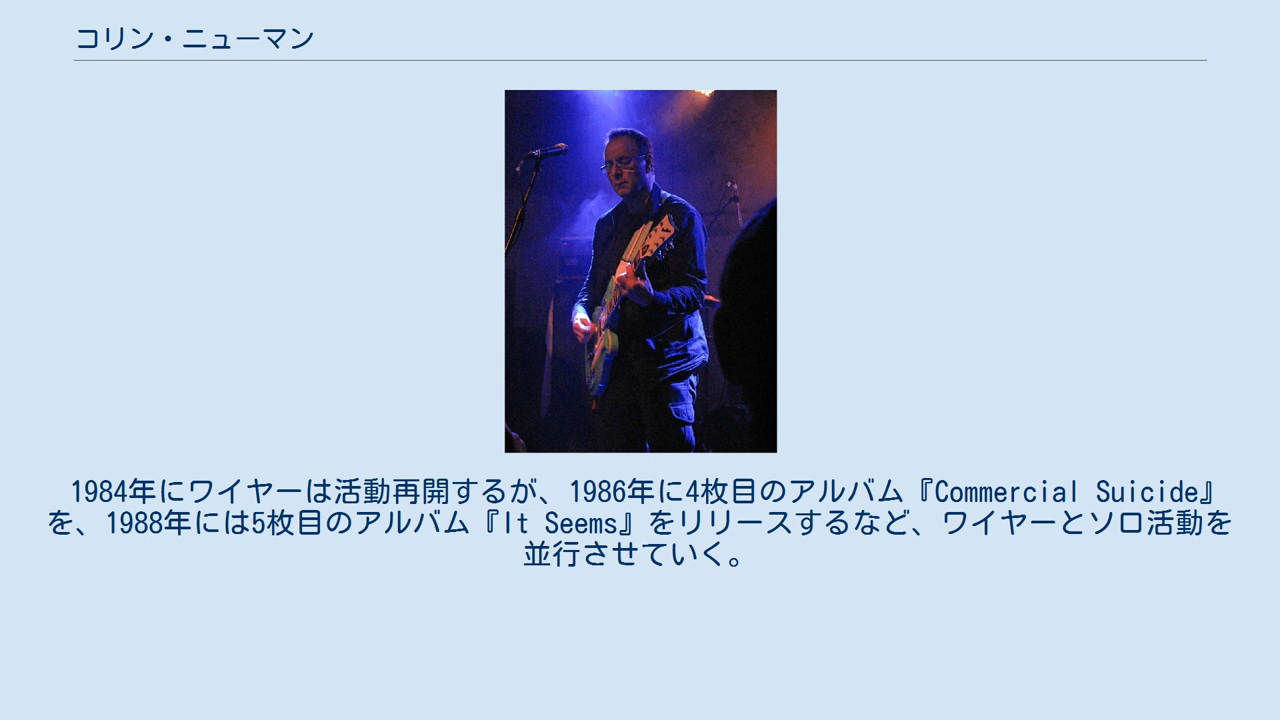 コリン・ニューマン
1984年にワイヤーは活動再開するが、1986年に4枚目のアルバム『Commercial Suicide』
を、1988年には5枚目のアルバム『It Seems』をリリースするなど、ワイヤーとソロ活動を
並行させていく。